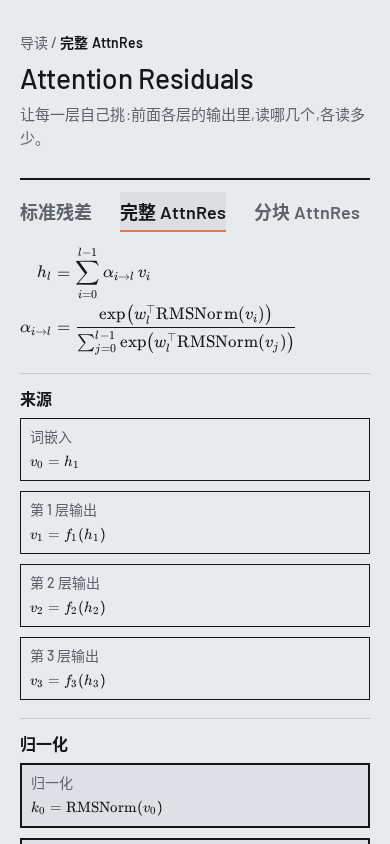 导读 / 完整 AttnRes
Attention Residuals
让每一层自己挑:前面各层的输出里,读哪几个,各读多
少。
标准残差 完整 AttnRes 分块 AttnRes
h_l = \sum_{i=0}^{l-1} α_{i→l} v_i
α_{i→l} = \frac{exp(w_l^⊤ RMSNorm(v_i))}{\sum_{j=0}^{l-1} exp(w_l^⊤ RMSNorm(v_j))}
来源
词嵌入
v_0 = h_1
第 1 层输出
v_1 = f_1(h_1)
第 2 层输出
v_2 = f_2(h_2)
第 3 层输出
v_3 = f_3(h_3)
归一化
归一化
k_0 = RMSNorm(v_0)